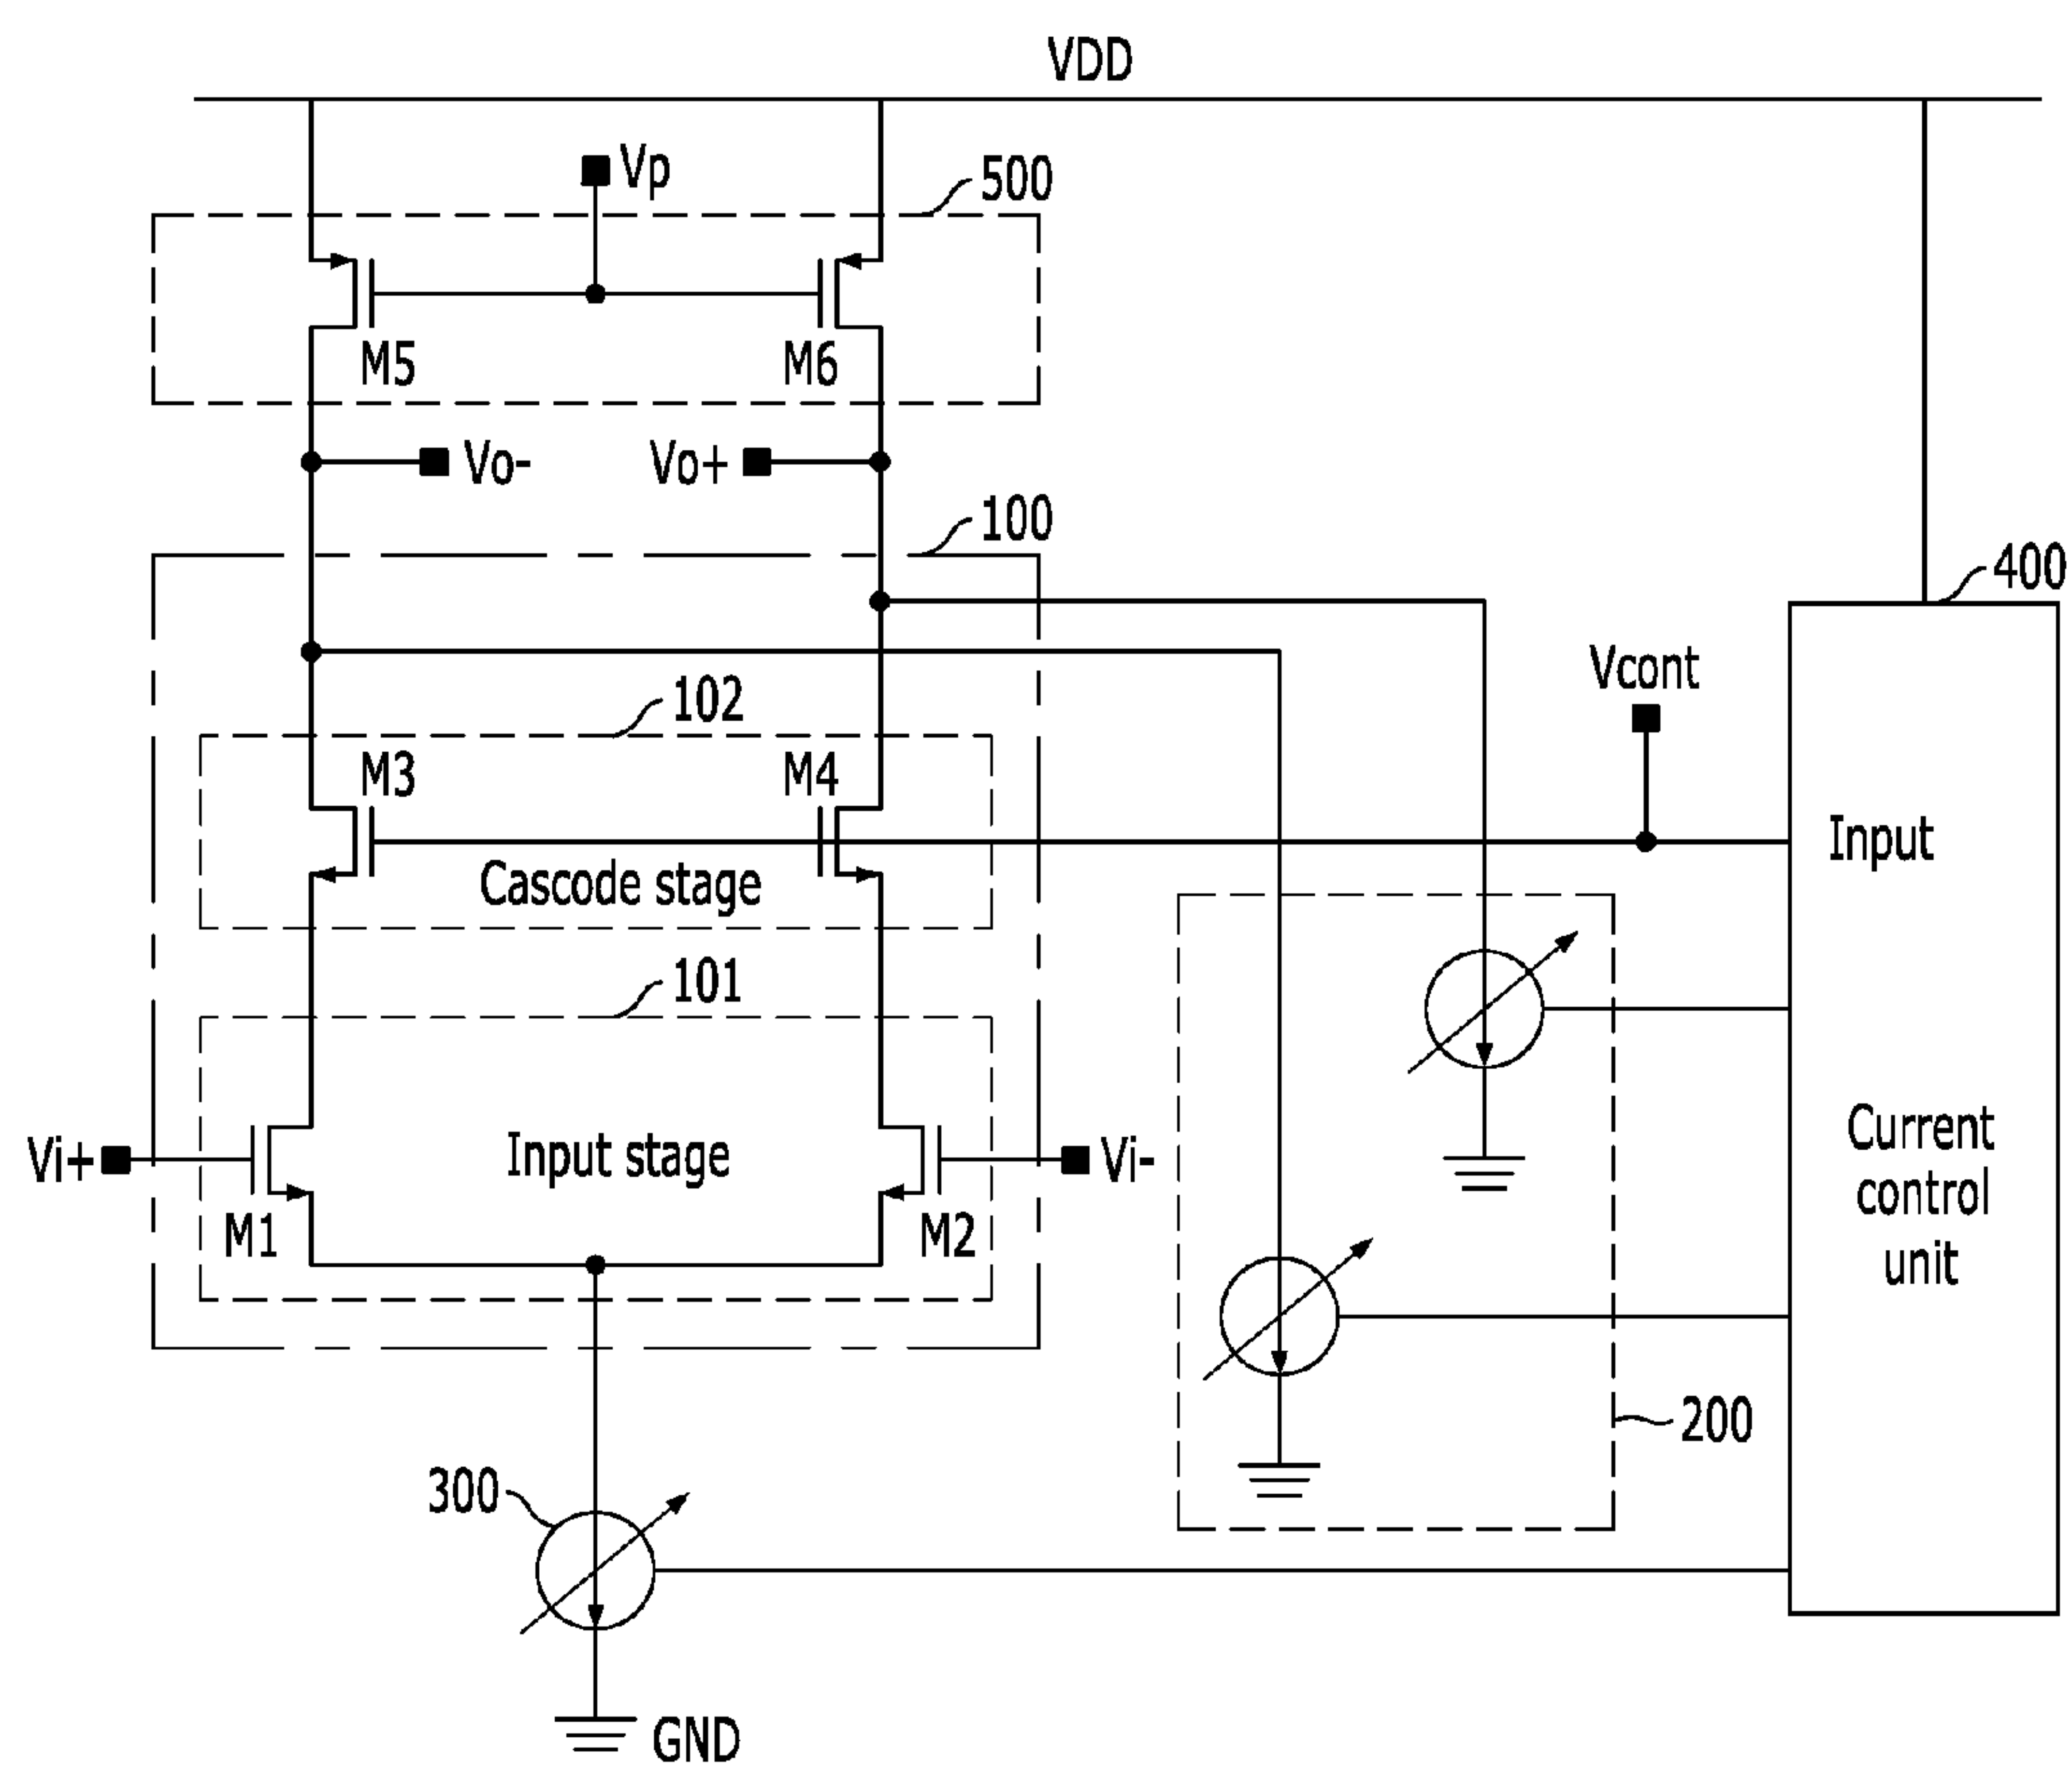 VDD
Vp
500
M5
M6
Vo-
Vo+
100
400
Vcont
102
M3
M4
Input
Cascode stage
101
Vi+
Input stage
Vi-
M1
M2
Current
control
unit
200
300
GND